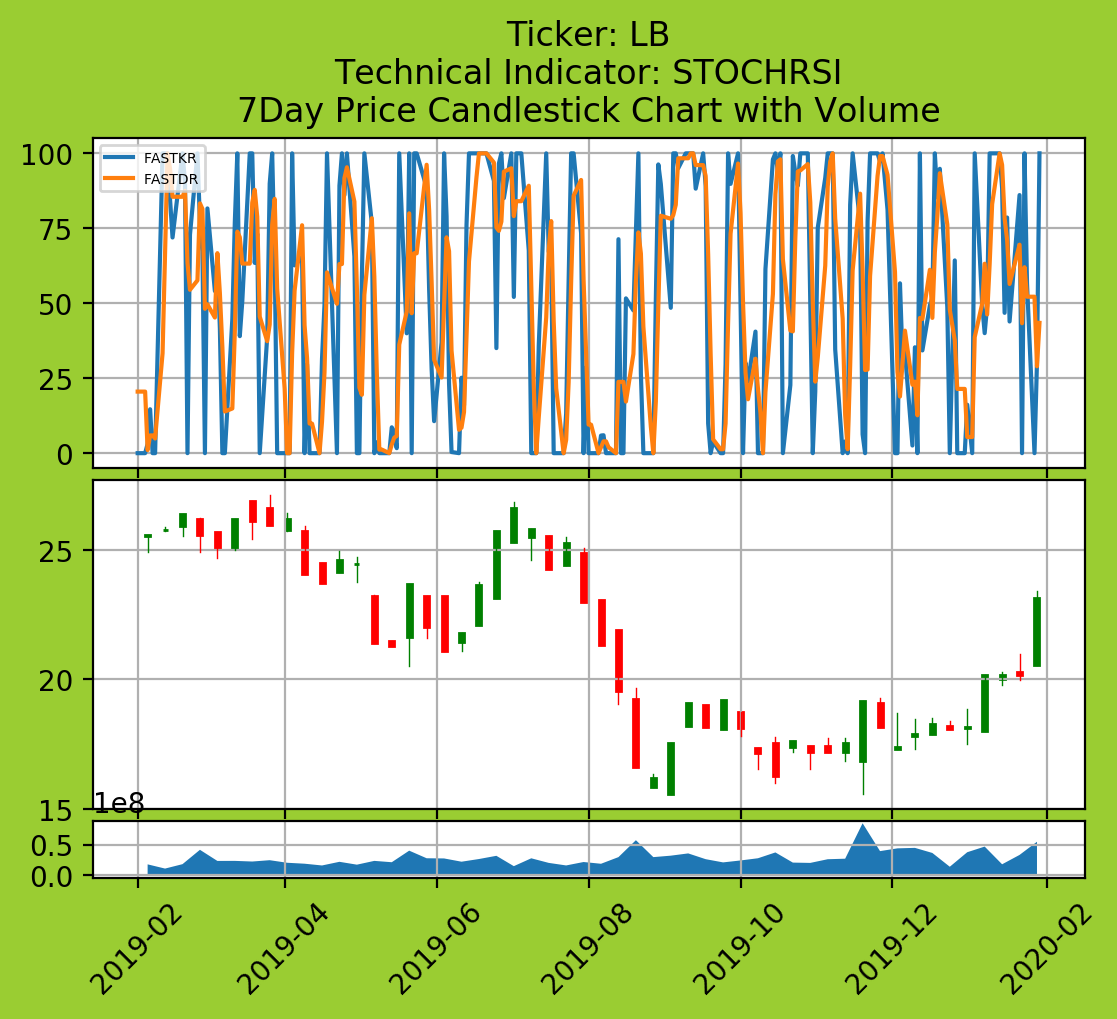 Ticker: LB
Technical Indicator: STOCHRSI
7Day Price Candlestick Chart with Volume
FASTKR
FASTDR
100
75
50
25
0
25
20
15
1e8
0.5
0.0
2019-02
2019-04
2019-06
2019-08
2019-10
2019-12
2020-02